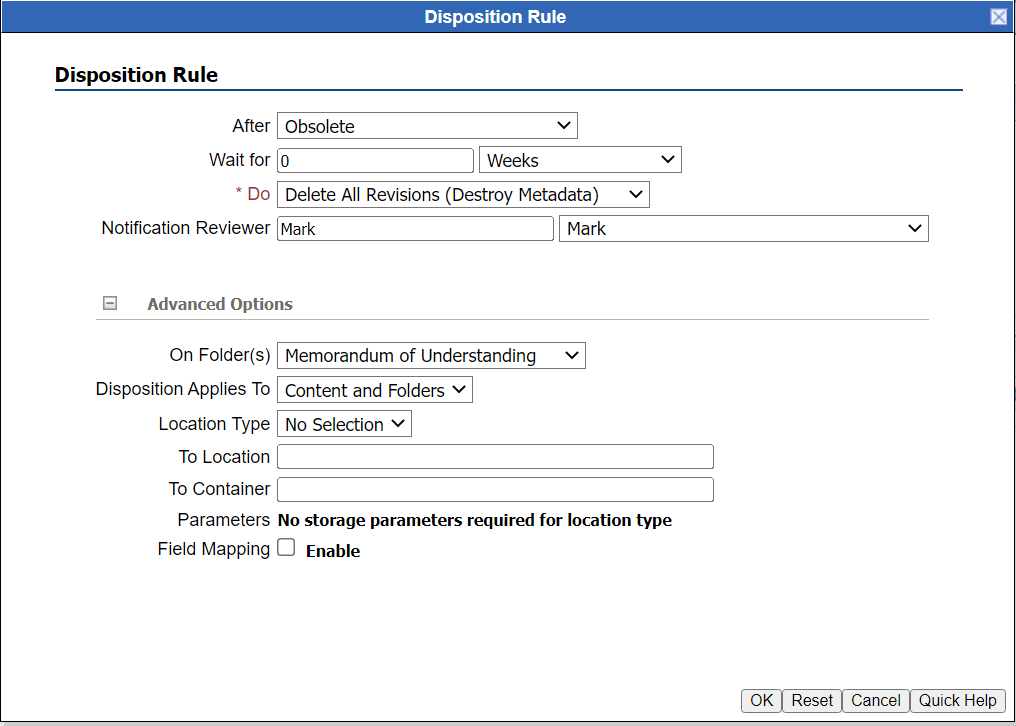 Disposition Rule
Disposition Rule
After Obsolete
Wait for 0 Weeks
* Do Delete All Revisions (Destroy Metadata)
Notification Reviewer Mark Mark
Advanced Options
On Folder(s) Memorandum of Understanding
Disposition Applies To Content and Folders
Location Type No Selection
To Location
To Container
Parameters No storage parameters required for location type
Field Mapping Enable
OK Reset Cancel Quick Help